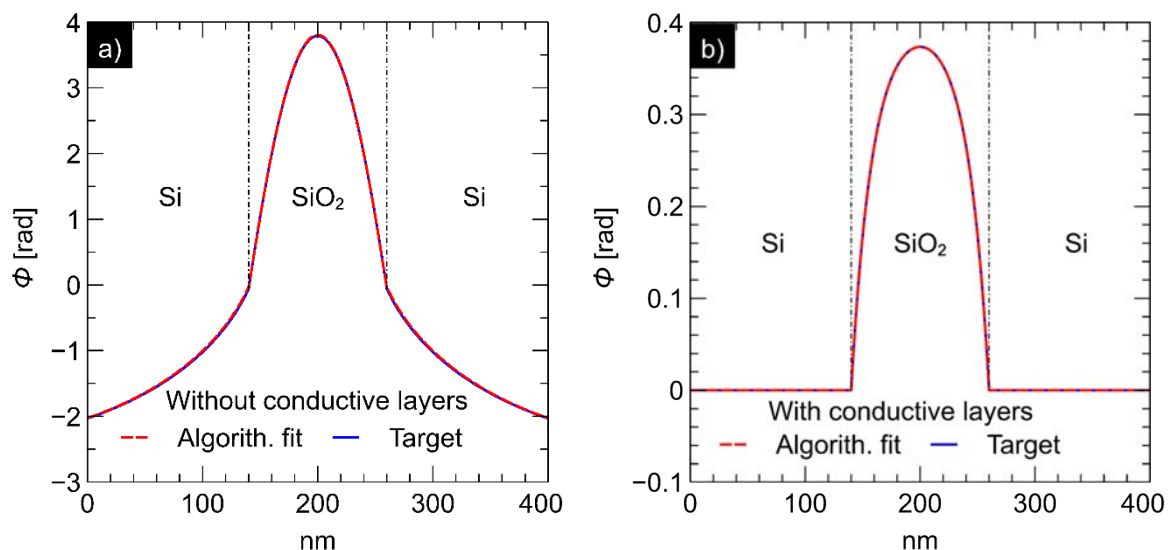 a)
4
3
2
1
0
−1
−2
−3
Φ [rad]
Si
SiO₂
Si
Without conductive layers
Algorith. fit
Target
0
100
200
300
400
nm
b)
0.4
0.3
0.2
0.1
0
−0.1
Φ [rad]
Si
SiO₂
Si
With conductive layers
Algorith. fit
Target
0
100
200
300
400
nm